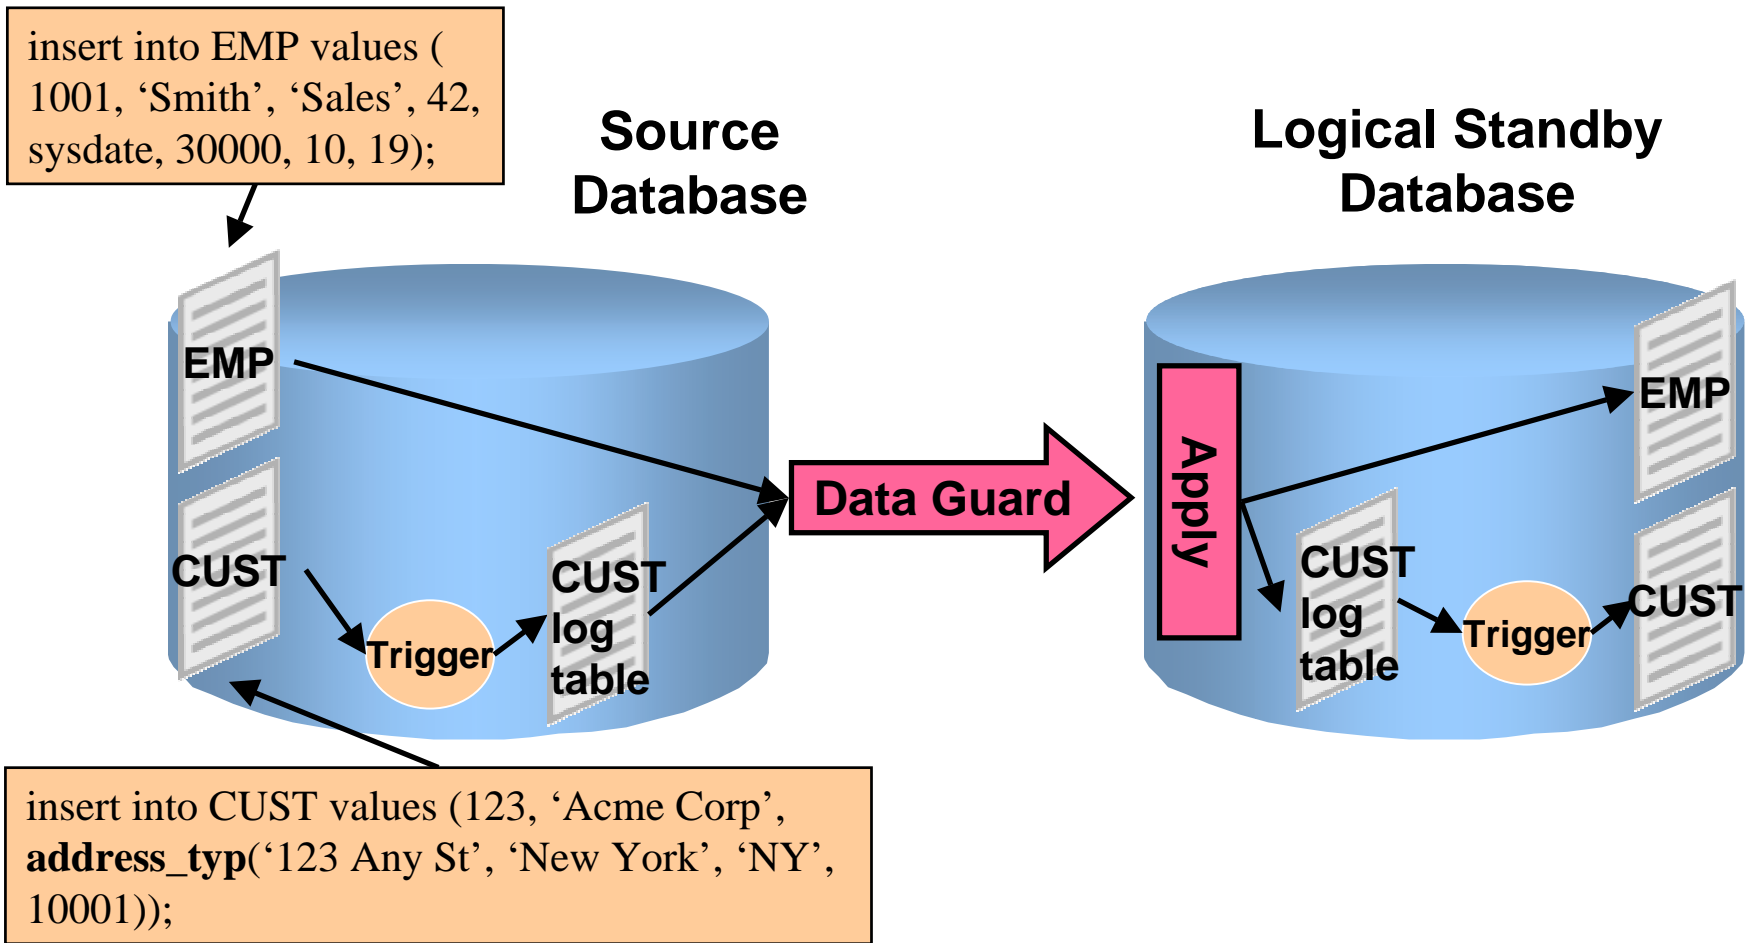 insert into EMP values (
1001, ‘Smith’, ‘Sales’, 42,
sysdate, 30000, 10, 19);
Source
Database
Logical Standby
Database
EMP
CUST
Trigger
CUST
log
table
Data Guard
Apply
EMP
CUST
log
table
Trigger
CUST
insert into CUST values (123, ‘Acme Corp’,
address_typ(‘123 Any St’, ‘New York’, ‘NY’,
10001));